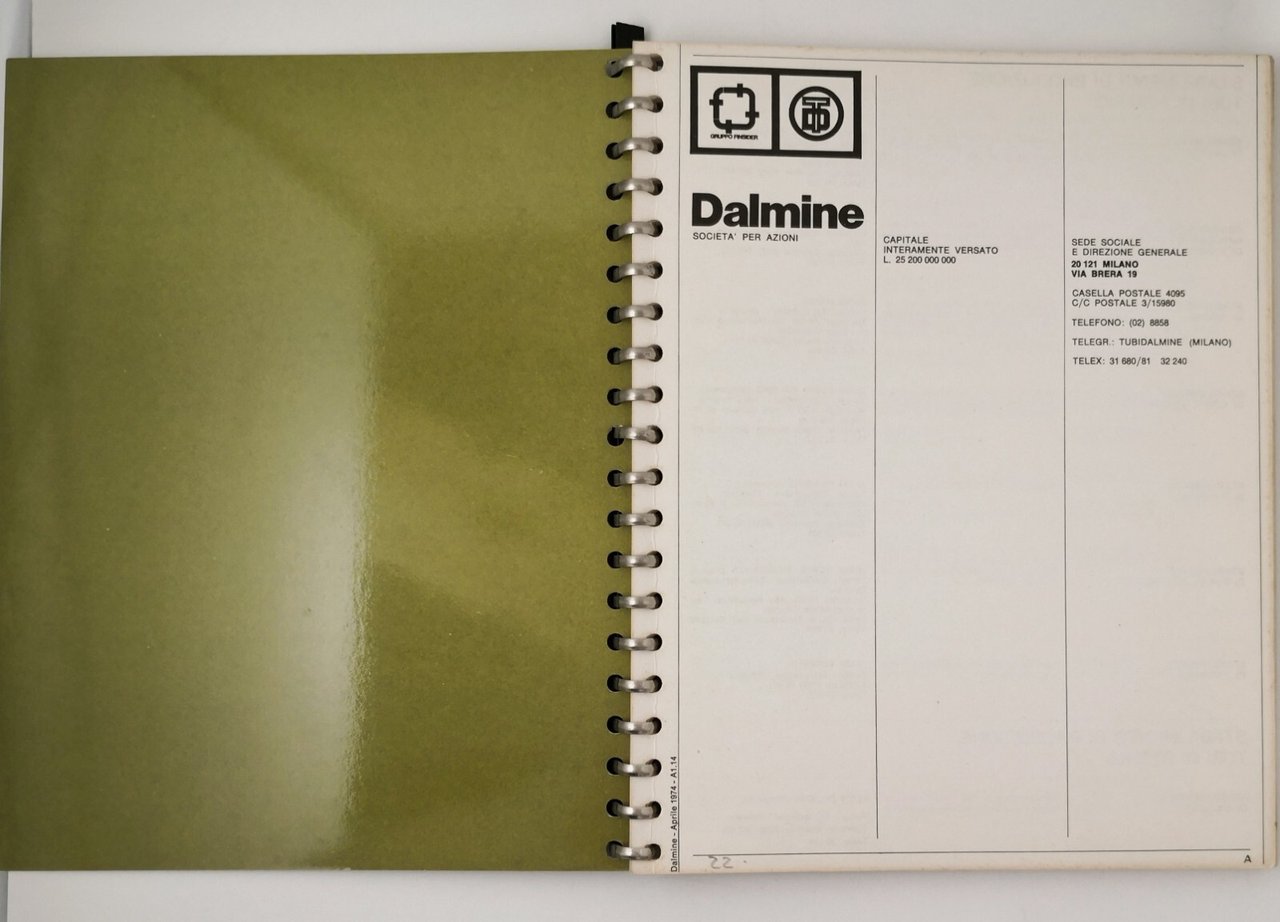 GRUPPO FINSIDER
Dalmine
SOCIETA' PER AZIONI
CAPITALE
INTERAMENTE VERSATO
L. 25 200 000 000
SEDE SOCIALE
E DIREZIONE GENERALE
20 121 MILANO
VIA BRERA 19
CASELLA POSTALE 4095
C/C POSTALE 3/15980
TELEFONO: (02) 8858
TELEGR.: TUBIDALMINE (MILANO)
TELEX: 31 680/81 32 240
Dalmine - Aprile 1974 - A1.14
A